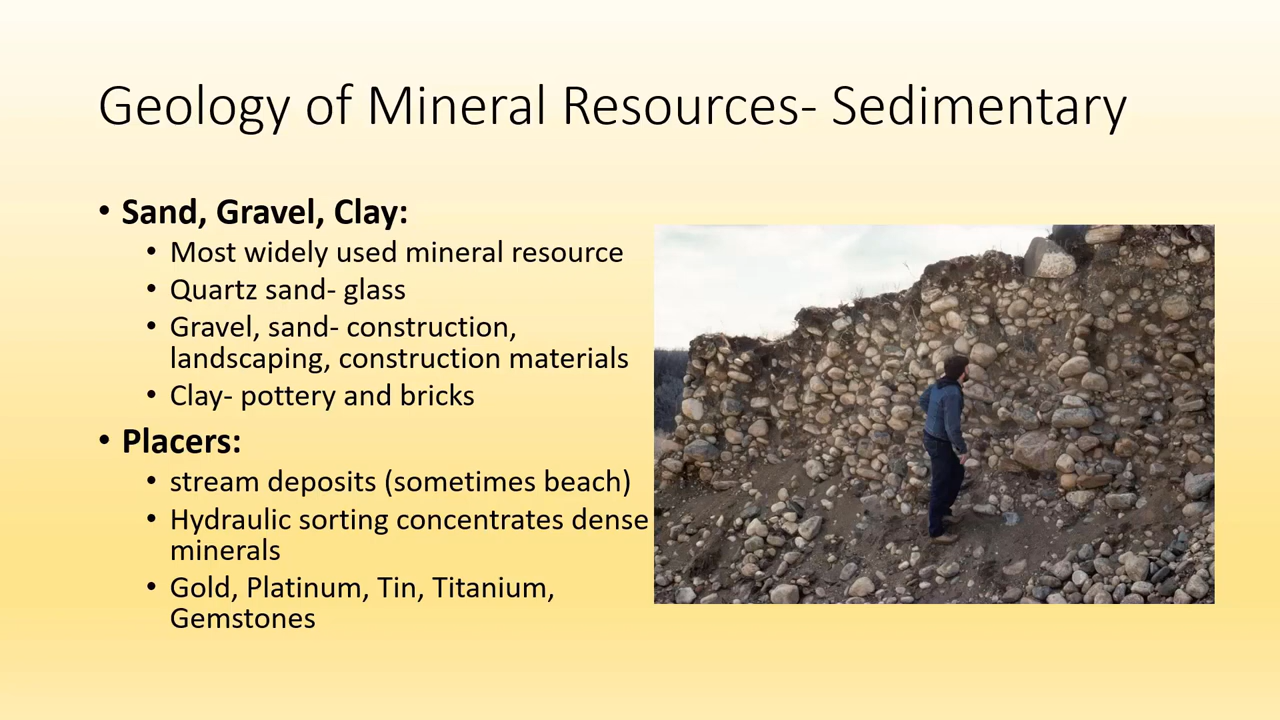 Geology of Mineral Resources- Sedimentary
• Sand, Gravel, Clay:
• Most widely used mineral resource
• Quartz sand- glass
• Gravel, sand- construction,
landscaping, construction materials
• Clay- pottery and bricks
• Placers:
• stream deposits (sometimes beach)
• Hydraulic sorting concentrates dense
minerals
• Gold, Platinum, Tin, Titanium,
Gemstones